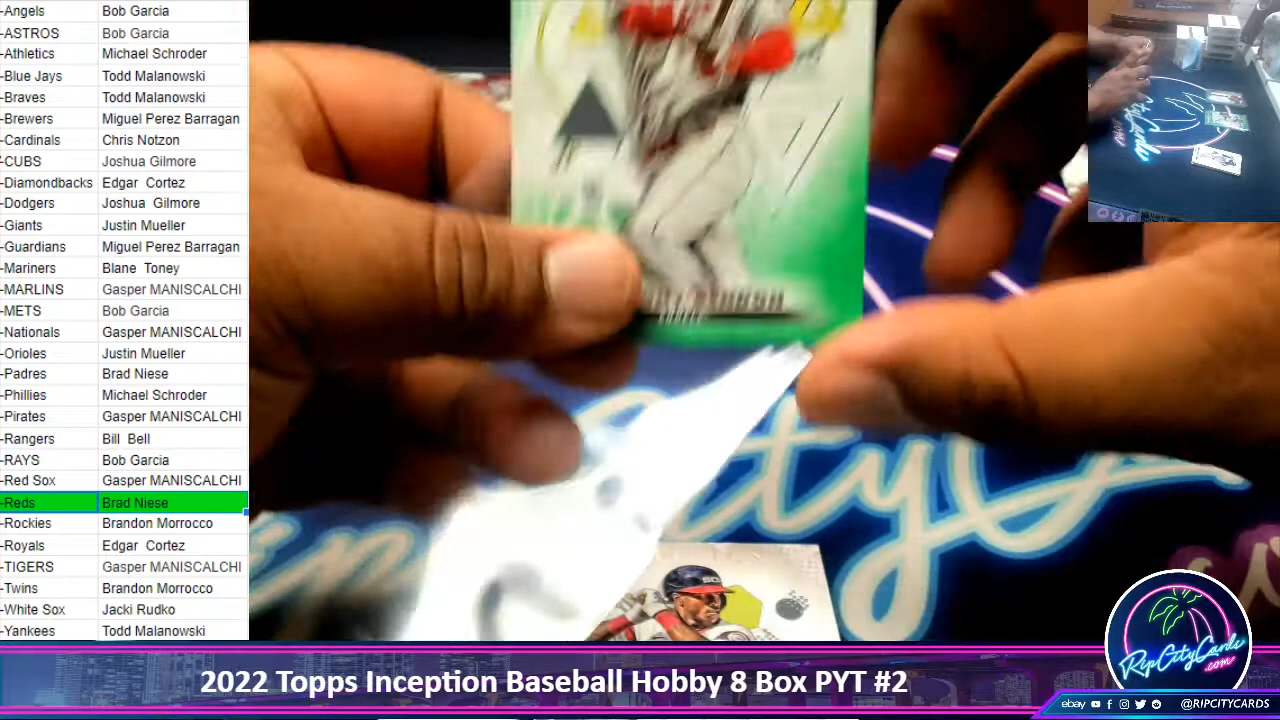 -Angels Bob Garcia
-ASTROS Bob Garcia
-Athletics Michael Schroder
-Blue Jays Todd Malanowski
-Braves Todd Malanowski
-Brewers Miguel Perez Barragan
-Cardinals Chris Notzon
-CUBS Joshua Gilmore
-Diamondbacks Edgar Cortez
-Dodgers Joshua Gilmore
-Giants Justin Mueller
-Guardians Miguel Perez Barragan
-Mariners Blane Toney
-MARLINS Gasper MANISCALCHI
-METS Bob Garcia
-Nationals Gasper MANISCALCHI
-Orioles Justin Mueller
-Padres Brad Niese
-Phillies Michael Schroder
-Pirates Gasper MANISCALCHI
-Rangers Bill Bell
-RAYS Bob Garcia
-Red Sox Gasper MANISCALCHI
-Reds Brad Niese
-Rockies Brandon Morrocco
-Royals Edgar Cortez
-TIGERS Gasper MANISCALCHI
-Twins Brandon Morrocco
-White Sox Jacki Rudko
-Yankees Todd Malanowski
City
2022 Topps Inception Baseball Hobby 8 Box PYT #2
RipCityCards
.com
ebay @RIPCITYCARDS